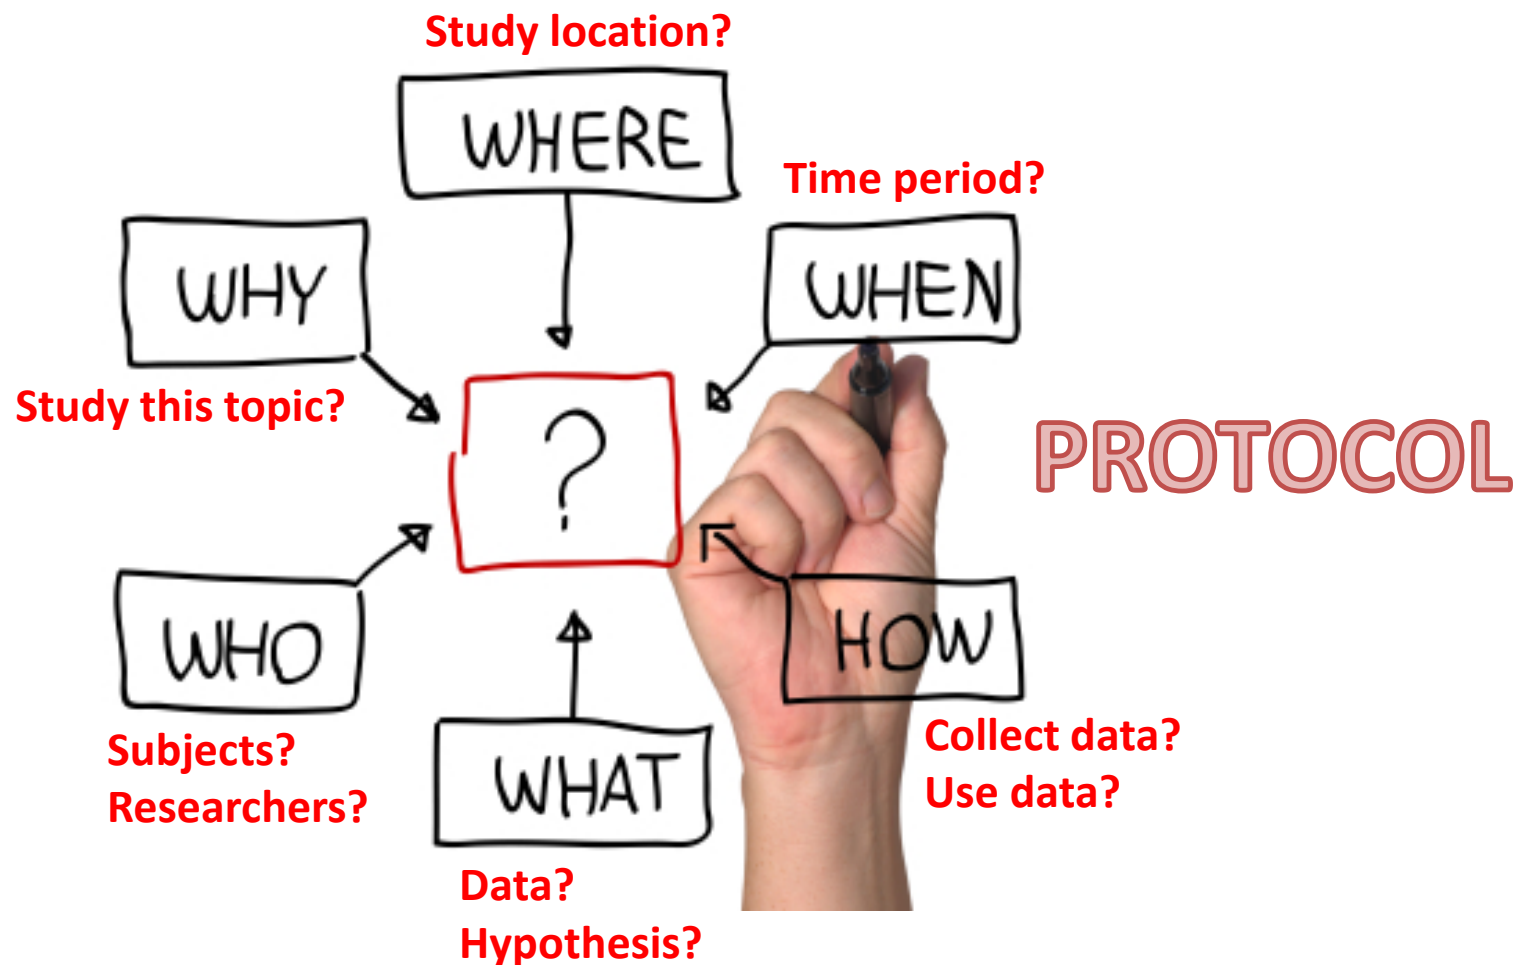 Study location?
WHERE
Time period?
WHEN
WHY
Study this topic?
?
PROTOCOL
WHO
Subjects?
Researchers?
WHAT
Data?
Hypothesis?
HOW
Collect data?
Use data?